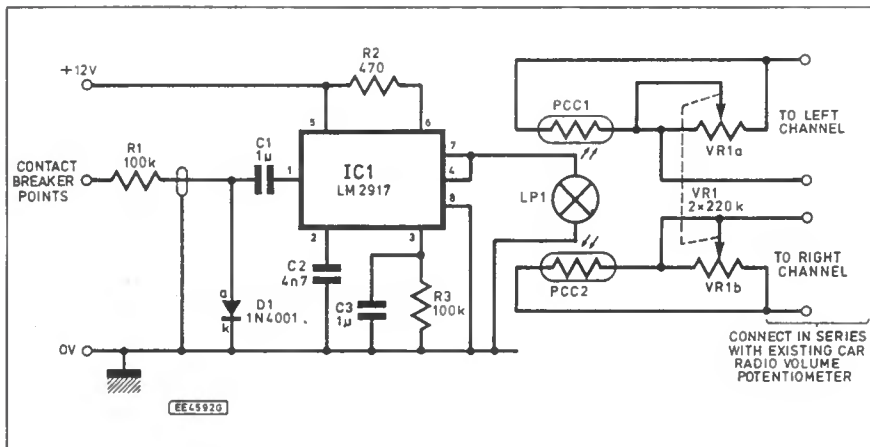 +12V
R2
470
5
6
C1
1µ
R1
100k
CONTACT
BREAKER
POINTS
1
IC1
LM2917
7
4
8
2
3
C2
4n7
C3
1µ
R3
100k
a
D1
1N4001
k
0V
LP1
PCC1
VR1a
TO LEFT
CHANNEL
VR1
2×220k
TO RIGHT
CHANNEL
PCC2
VR1b
CONNECT IN SERIES
WITH EXISTING CAR
RADIO VOLUME
POTENTIOMETER
EE4592G